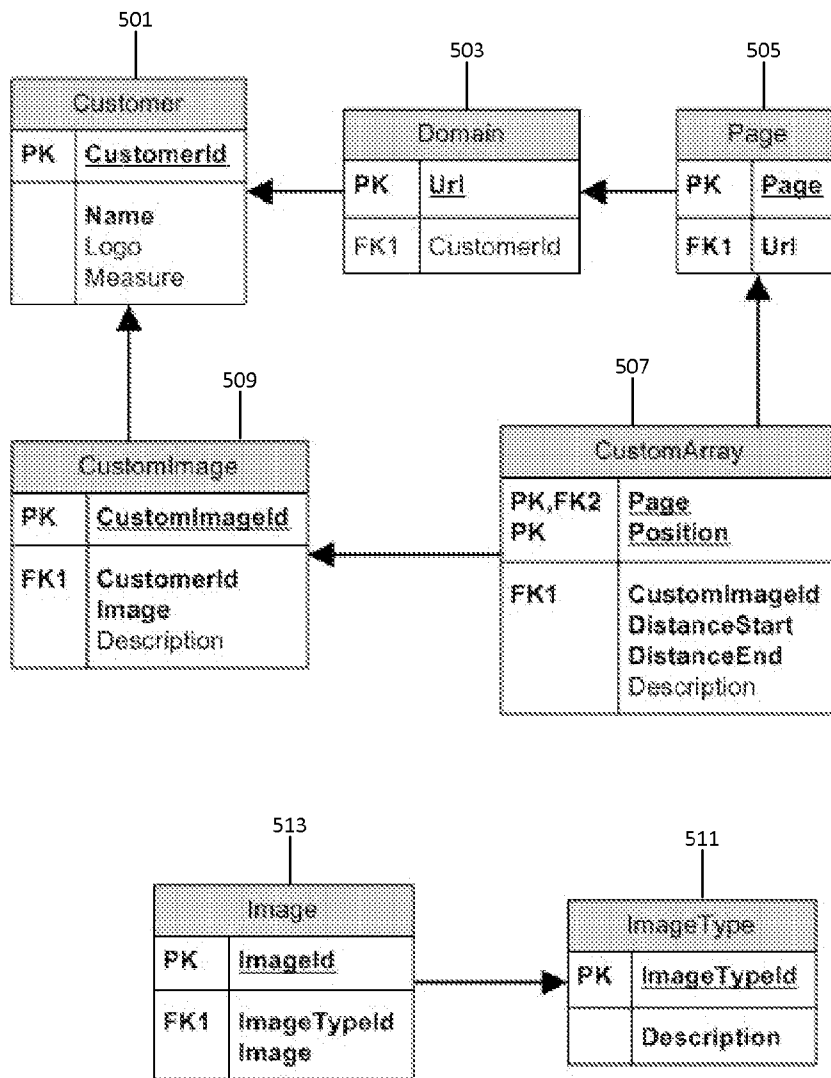 501
503
505
Customer
PK CustomerId
Name
Logo
Measure
Domain
PK Url
FK1 CustomerId
Page
PK Page
FK1 Url
509
507
CustomImage
PK CustomImageId
FK1 CustomerId
Image
Description
CustomArray
PK,FK2 Page
PK Position
FK1 CustomImageId
DistanceStart
DistanceEnd
Description
513
511
Image
PK ImageId
FK1 ImageTypeId
Image
ImageType
PK ImageTypeId
Description